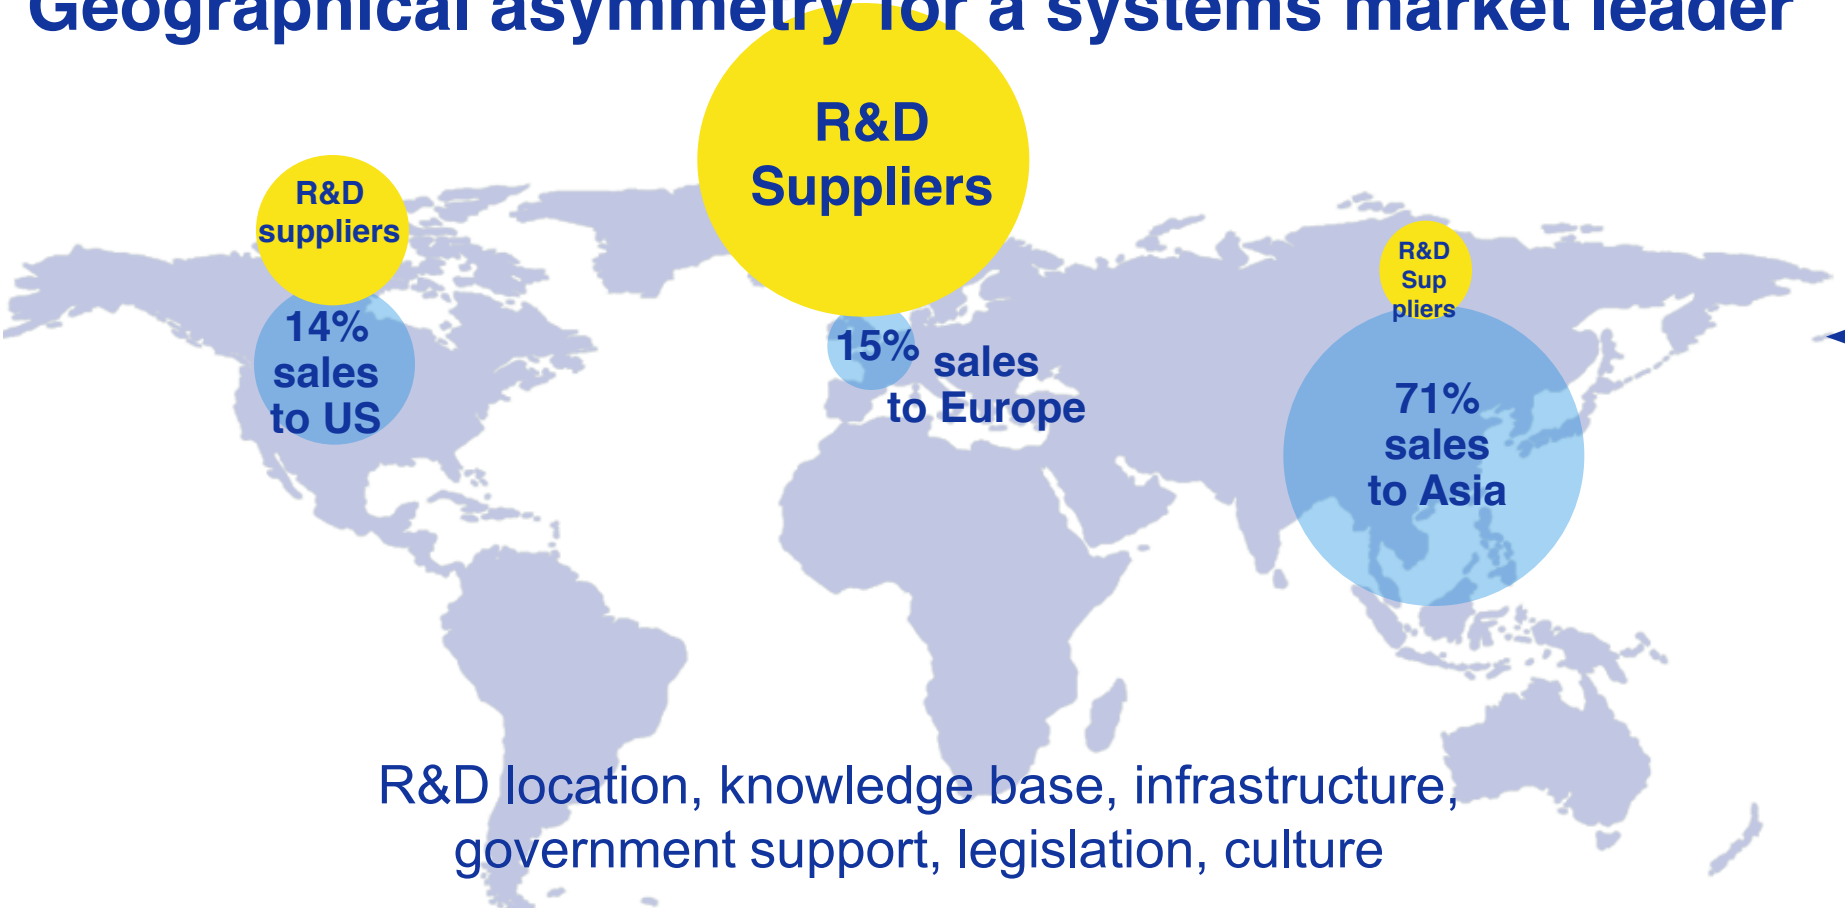 Geographical asymmetry for a systems market leader
R&D
Suppliers
R&D
suppliers
R&D
Sup
pliers
14%
sales
to US
15% sales
to Europe
71%
sales
to Asia
R&D location, knowledge base, infrastructure,
government support, legislation, culture